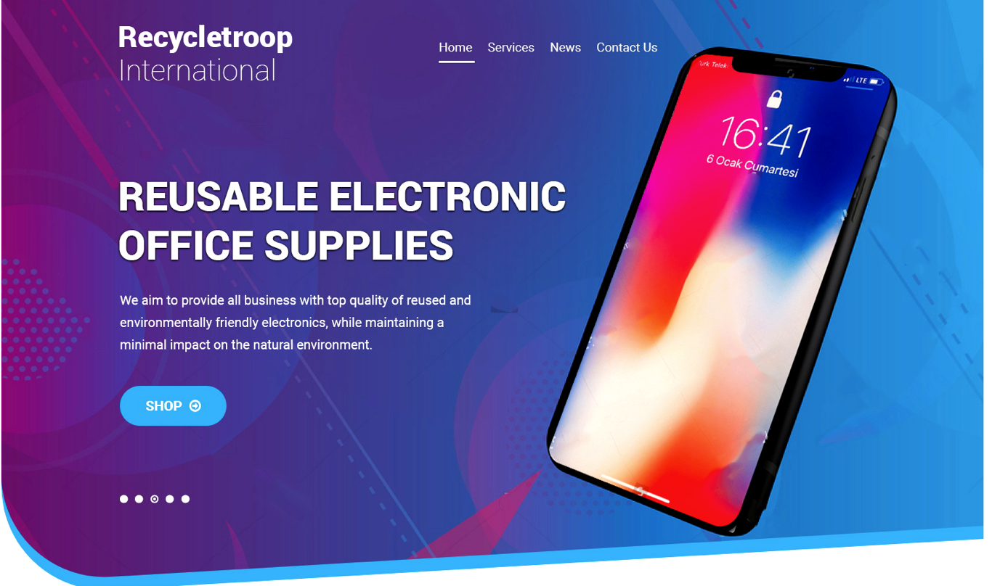 Recycletroop
International
Home Services News Contact Us
urk Teleko
LTE
16:41
6 Ocak Cumartesi
REUSABLE ELECTRONIC
OFFICE SUPPLIES
We aim to provide all business with top quality of reused and
environmentally friendly electronics, while maintaining a
minimal impact on the natural environment.
SHOP